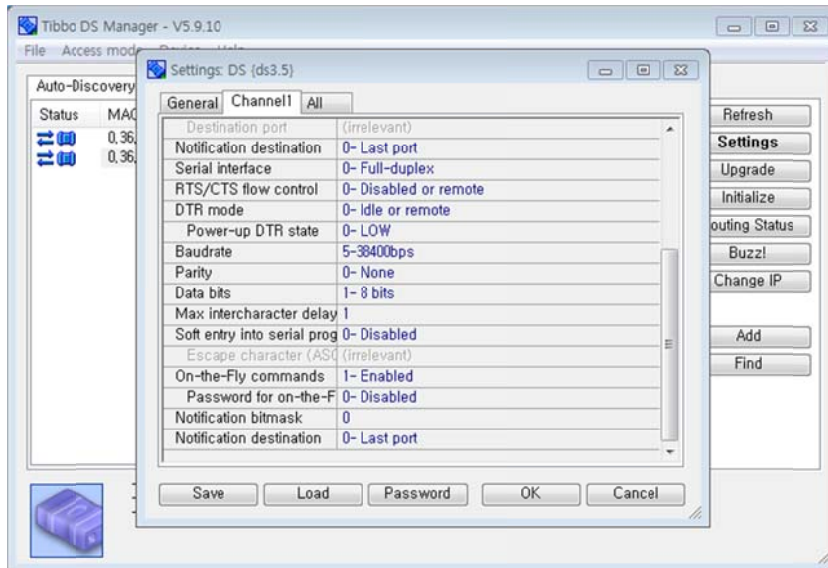 Tibbo DS Manager - V5.9.10
File Access mode Device Help
Settings: DS {ds3.5}
Auto-Discovery
General Channel1 All
Status MAC
0, 36,
0, 36,
Destination port (irrelevant)
Notification destination 0- Last port
Serial interface 0- Full-duplex
RTS/CTS flow control 0- Disabled or remote
DTR mode 0- Idle or remote
Power-up DTR state 0- LOW
Baudrate 5-38400bps
Parity 0- None
Data bits 1- 8 bits
Max intercharacter delay 1
Soft entry into serial prog 0- Disabled
Escape character (ASC (irrelevant)
On-the-Fly commands 1- Enabled
Password for on-the-F 0- Disabled
Notification bitmask 0
Notification destination 0- Last port
Save Load Password OK Cancel
Refresh
Settings
Upgrade
Initialize
outing Status
Buzz!
Change IP
Add
Find